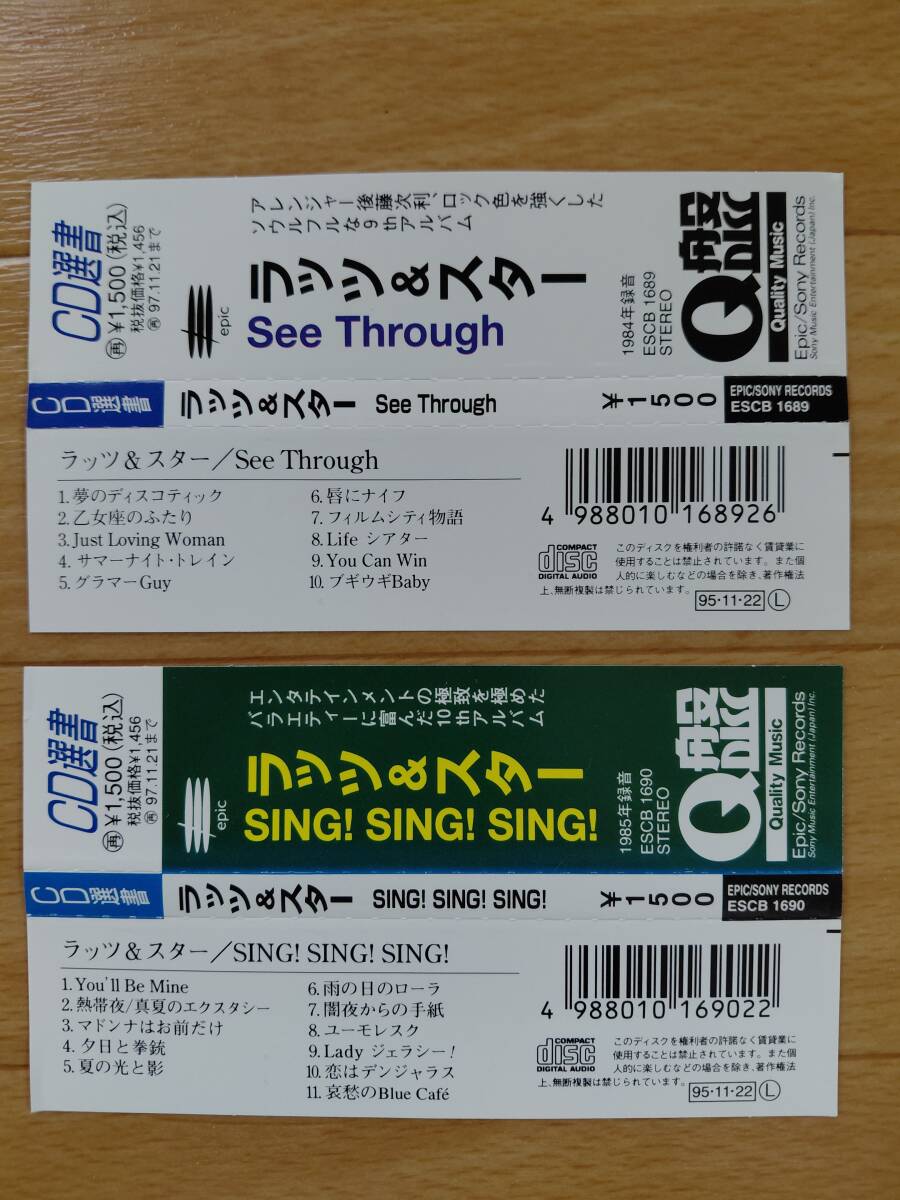 CD選書
再¥1,500(税込)
税抜価格¥1,456
再97.11.21まで
アレンジャー後藤次利、ロック色を強くした
ソウルフルな9thアルバム
epic
ラッツ&スター
See Through
1984年録音
ESCB 1689
STEREO
Q盤
Quality Music
Epic/Sony Records
Sony Music Entertainment (Japan) Inc.
CD選書
ラッツ&スター See Through
¥1500
EPIC/SONY RECORDS
ESCB 1689
ラッツ&スター/See Through
1.夢のディスコティック
2.乙女座のふたり
3.Just Loving Woman
4.サマーナイト・トレイン
5.グラマーGuy
6.唇にナイフ
7.フィルムシティ物語
8.Life シアター
9.You Can Win
10.ブギウギBaby
4 988010 168926
COMPACT
disc
DIGITAL AUDIO
このディスクを権利者の許諾なく賃貸業に
使用することは禁止されています。また個
人的に楽しむなどの場合を除き、著作権法
上、無断複製は禁じられています。
95・11・22 L
CD選書
再¥1,500(税込)
税抜価格¥1,456
再97.11.21まで
エンタテインメントの極致を極めた
バラエティーに富んだ10thアルバム
epic
ラッツ&スター
SING! SING! SING!
1985年録音
ESCB 1690
STEREO
Q盤
Quality Music
Epic/Sony Records
Sony Music Entertainment (Japan) Inc.
CD選書
ラッツ&スター SING! SING! SING!
¥1500
EPIC/SONY RECORDS
ESCB 1690
ラッツ&スター/SING! SING! SING!
1.You'll Be Mine
2.熱帯夜/真夏のエクスタシー
3.マドンナはお前だけ
4.夕日と拳銃
5.夏の光と影
6.雨の日のローラ
7.闇夜からの手紙
8.ユーモレスク
9.Lady ジェラシー!
10.恋はデンジャラス
11.哀愁のBlue Café
4 988010 169022
COMPACT
disc
DIGITAL AUDIO
このディスクを権利者の許諾なく賃貸業に
使用することは禁止されています。また個
人的に楽しむなどの場合を除き、著作権法
上、無断複製は禁じられています。
95・11・22 L